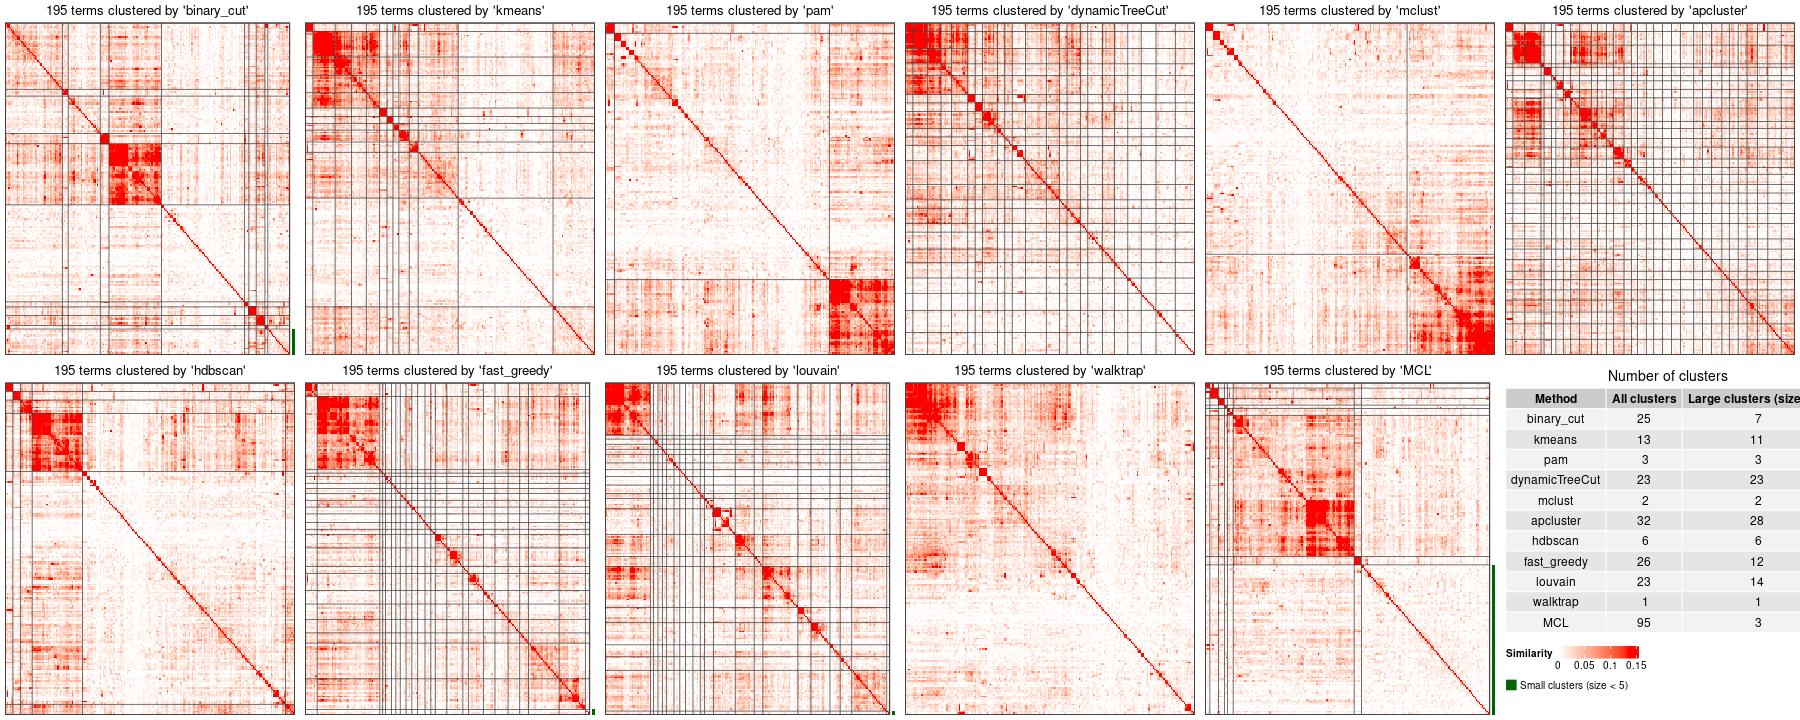 195 terms clustered by 'binary_cut'
195 terms clustered by 'kmeans'
195 terms clustered by 'pam'
195 terms clustered by 'dynamicTreeCut'
195 terms clustered by 'mclust'
195 terms clustered by 'apcluster'
195 terms clustered by 'hdbscan'
195 terms clustered by 'fast_greedy'
195 terms clustered by 'louvain'
195 terms clustered by 'walktrap'
195 terms clustered by 'MCL'
Number of clusters
Method All clusters Large clusters (size
binary_cut 25 7
kmeans 13 11
pam 3 3
dynamicTreeCut 23 23
mclust 2 2
apcluster 32 28
hdbscan 6 6
fast_greedy 26 12
louvain 23 14
walktrap 1 1
MCL 95 3
Similarity
0 0.05 0.1 0.15
Small clusters (size < 5)